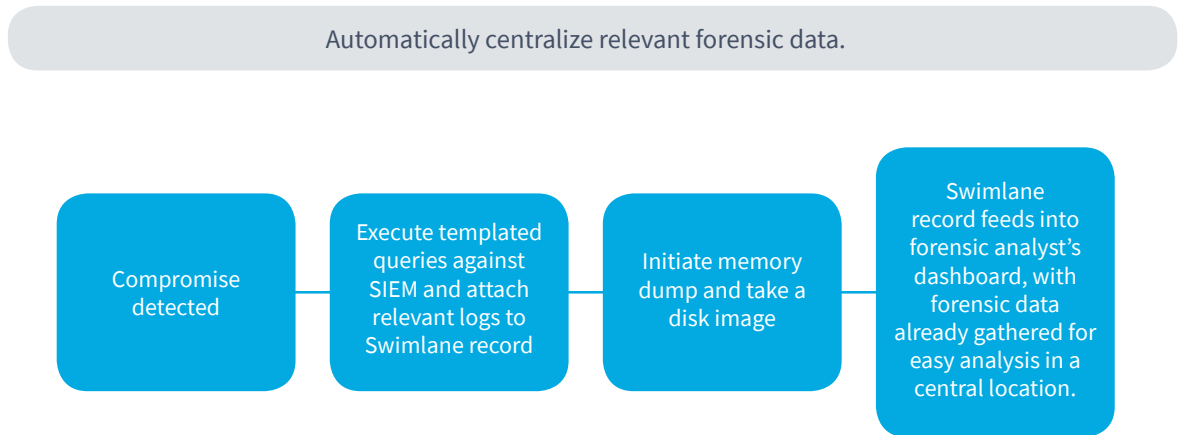 Automatically centralize relevant forensic data.
Compromise
detected
Execute templated
queries against
SIEM and attach
relevant logs to
Swimlane record
Initiate memory
dump and take a
disk image
Swimlane
record feeds into
forensic analyst’s
dashboard, with
forensic data
already gathered for
easy analysis in a
central location.